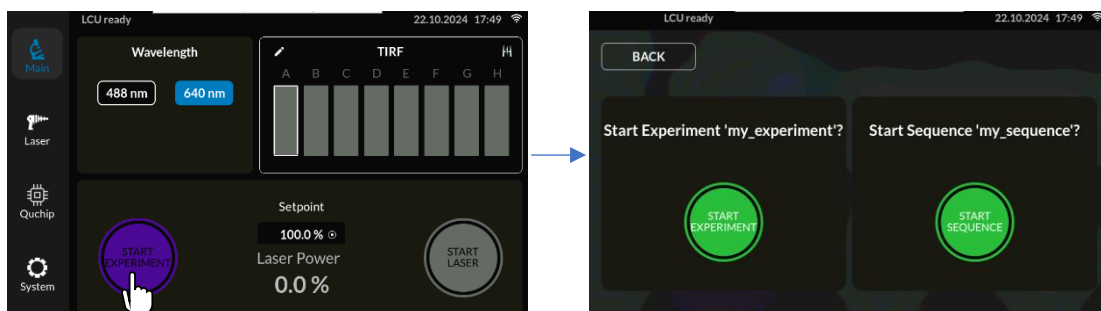 LCU ready
22.10.2024 17:49
Main
Laser
Quchip
System
Wavelength
488 nm
640 nm
TIRF
A B C D E F G H
START
EXPERIMENT
Setpoint
100.0 %
Laser Power
0.0 %
START
LASER
LCU ready
22.10.2024 17:49
BACK
Start Experiment 'my_experiment'?
START
EXPERIMENT
Start Sequence 'my_sequence'?
START
SEQUENCE